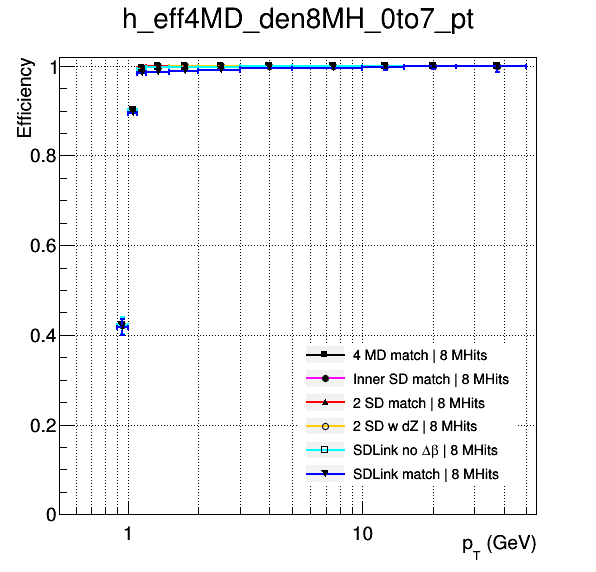 h_eff4MD_den8MH_0to7_pt
Efficiency
1
0.8
0.6
0.4
0.2
0
4 MD match | 8 MHits
Inner SD match | 8 MHits
2 SD match | 8 MHits
2 SD w dZ | 8 MHits
SDLink no Δβ | 8 MHits
SDLink match | 8 MHits
1
10
p_T (GeV)